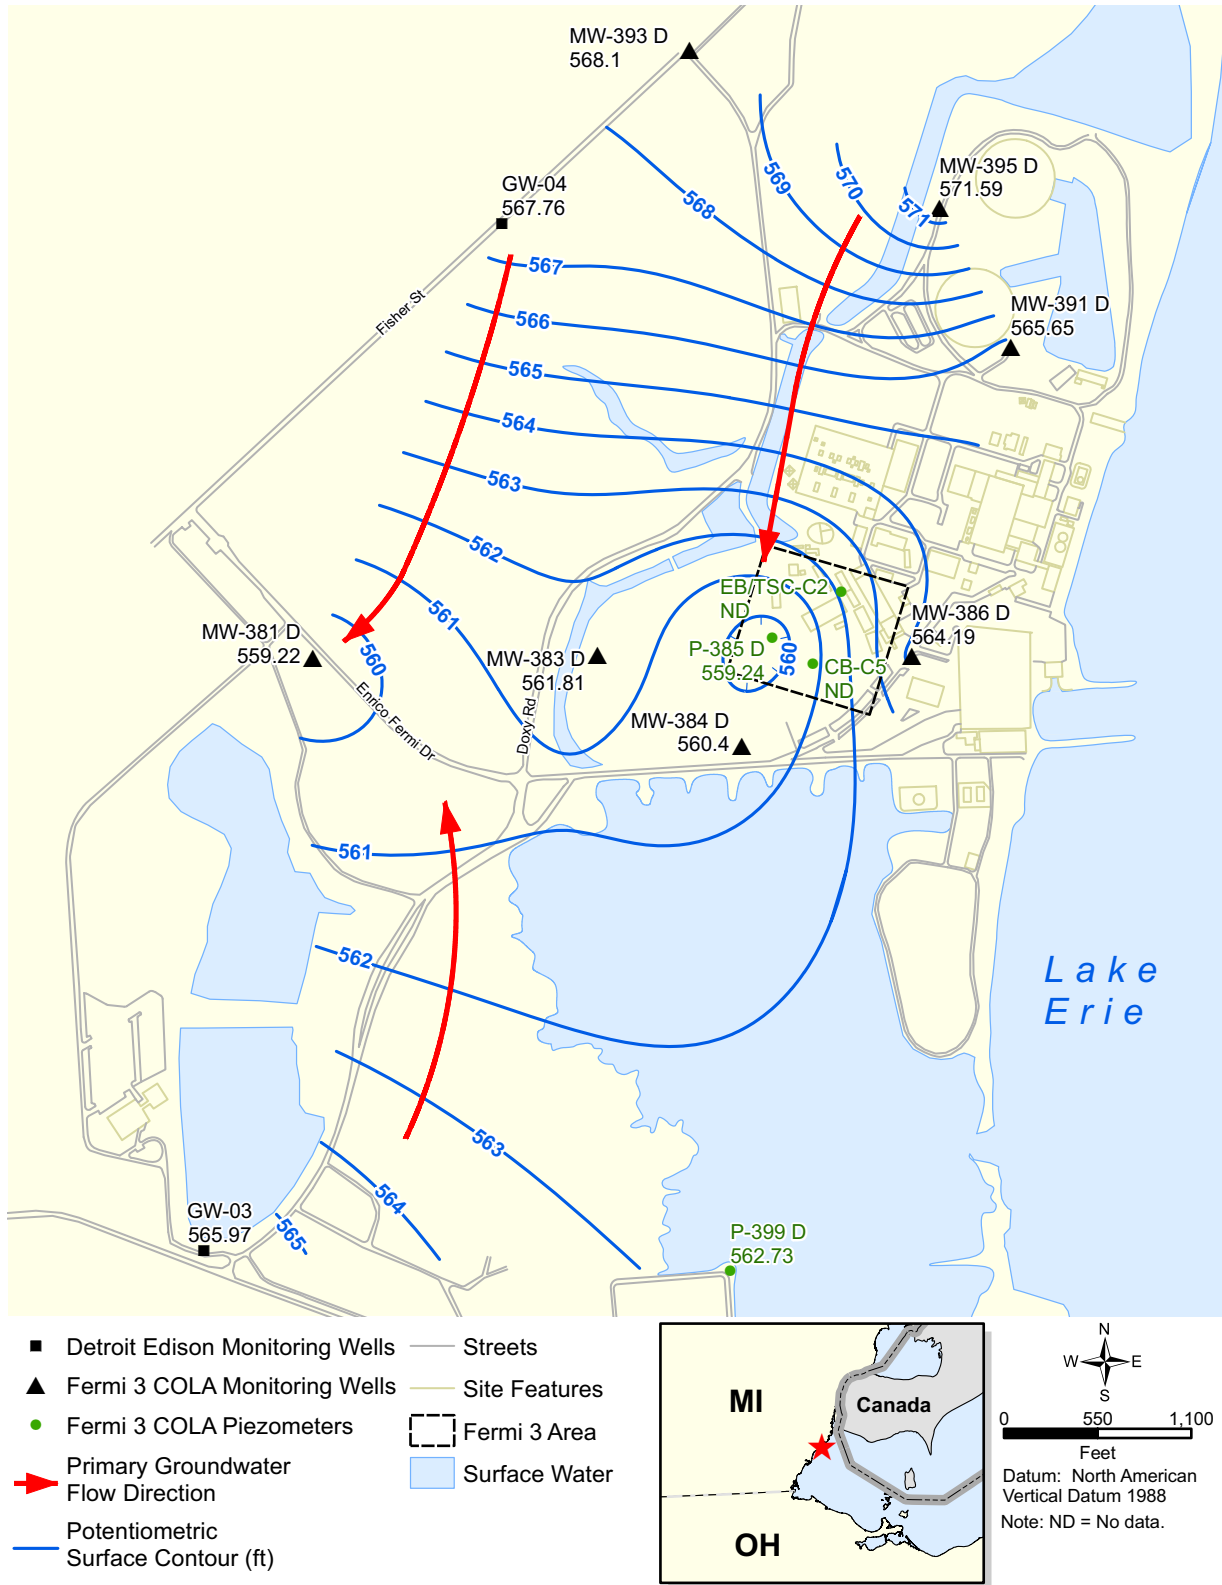 MW-393 D
568.1
MW-395 D
571.59
GW-04
567.76
569
570
571
568
567
MW-391 D
565.65
Fisher St
566
565
564
563
562
EB/TSC-C2
ND
561
MW-386 D
564.19
MW-381 D
559.22
560
MW-383 D
561.81
P-385 D
559.24
560
CB-C5
ND
Enrico Fermi Dr
Doxy Rd
MW-384 D
560.4
561
562
Lake
Erie
563
564
GW-03
565.97
565
P-399 D
562.73
Detroit Edison Monitoring Wells
Fermi 3 COLA Monitoring Wells
Fermi 3 COLA Piezometers
Primary Groundwater
Flow Direction
Potentiometric
Surface Contour (ft)
Streets
Site Features
Fermi 3 Area
Surface Water
MI
Canada
OH
N
W
E
S
0 550 1,100
Feet
Datum: North American
Vertical Datum 1988
Note: ND = No data.